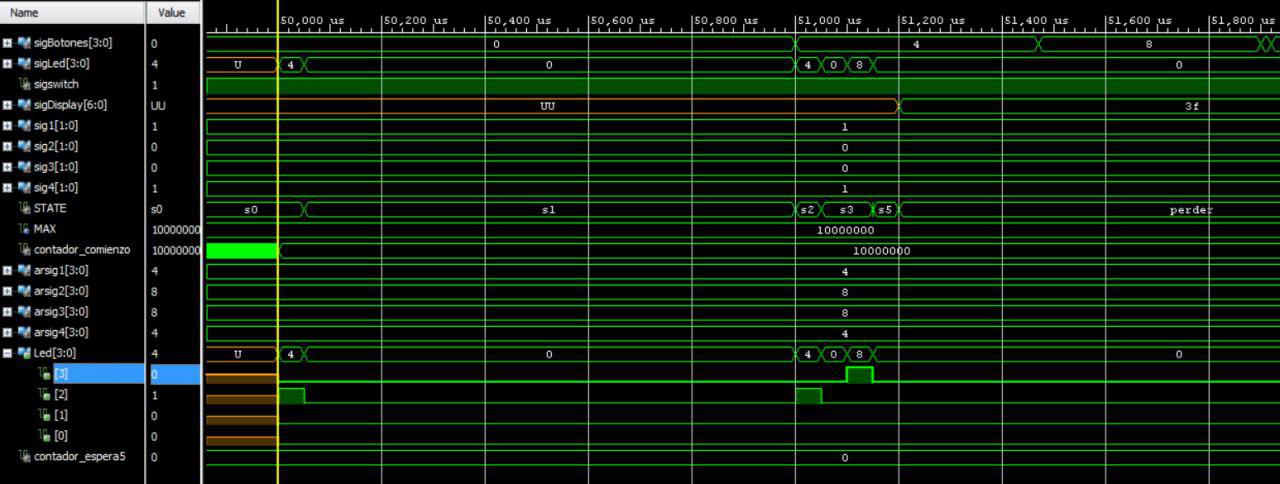 Name Value
50,000 us 50,200 us 50,400 us 50,600 us 50,800 us 51,000 us 51,200 us 51,400 us 51,600 us 51,800 us
sigBotones[3:0] 0 0 4 8
sigLed[3:0] 4 U 4 0 4 0 8 0
sigswitch 1
sigDisplay[6:0] UU UU 3f
sig1[1:0] 1 1
sig2[1:0] 0 0
sig3[1:0] 0 0
sig4[1:0] 1 1
STATE s0 s0 s1 s2 s3 s5 perder
MAX 10000000 10000000
contador_comienzo 10000000 10000000
arsig1[3:0] 4 4
arsig2[3:0] 8 8
arsig3[3:0] 8 8
arsig4[3:0] 4 4
Led[3:0] 4 U 4 0 4 0 8 0
[3] 0
[2] 1
[1] 0
[0] 0
contador_espera5 0 0